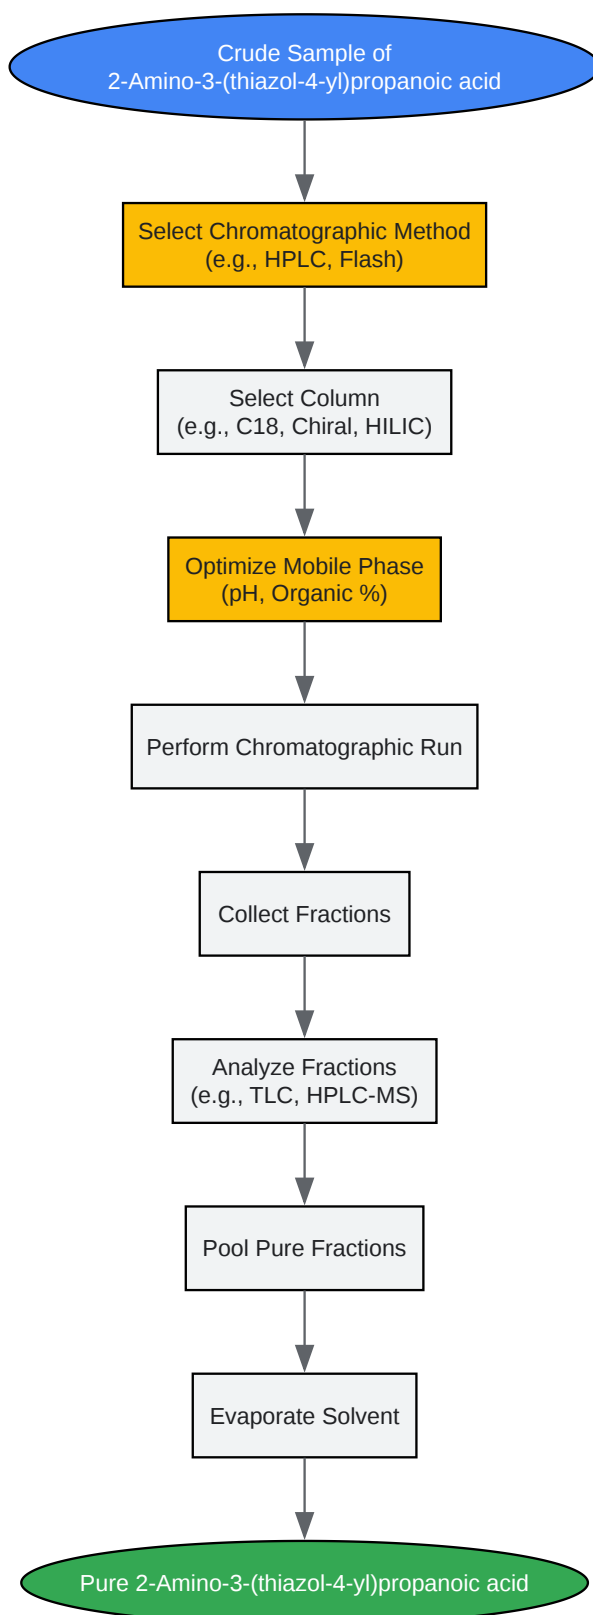 Crude Sample of
2-Amino-3-(thiazol-4-yl)propanoic acid
Select Chromatographic Method
(e.g., HPLC, Flash)
Select Column
(e.g., C18, Chiral, HILIC)
Optimize Mobile Phase
(pH, Organic %)
Perform Chromatographic Run
Collect Fractions
Analyze Fractions
(e.g., TLC, HPLC-MS)
Pool Pure Fractions
Evaporate Solvent
Pure 2-Amino-3-(thiazol-4-yl)propanoic acid